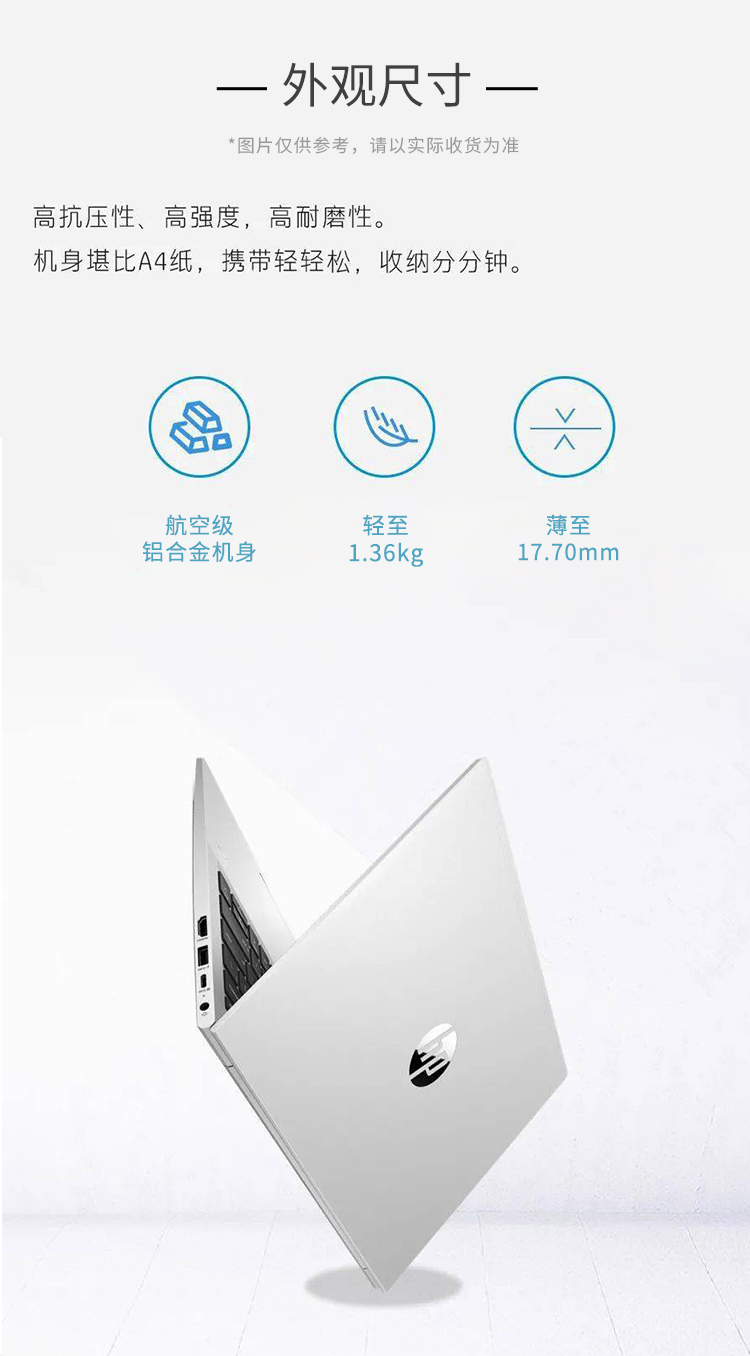 外观尺寸
*图片仅供参考，请以实际收货为准
高抗压性、高强度，高耐磨性。
机身堪比A4纸，携带轻轻松，收纳分分钟。
航空级
铝合金机身
轻至
1.36kg
薄至
17.70mm
hp